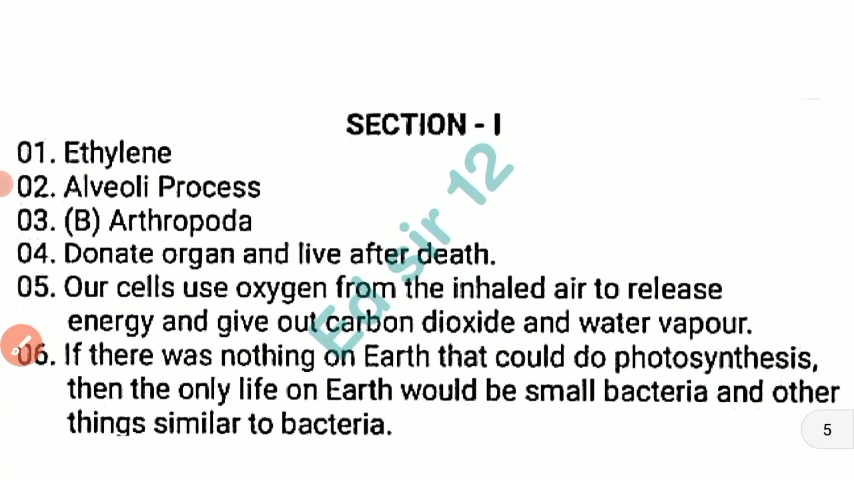 SECTION - I
01. Ethylene
02. Alveoli Process
03. (B) Arthropoda
04. Donate organ and live after death.
05. Our cells use oxygen from the inhaled air to release
energy and give out carbon dioxide and water vapour.
06. If there was nothing on Earth that could do photosynthesis,
then the only life on Earth would be small bacteria and other
things similar to bacteria.
Ed sir 12
5